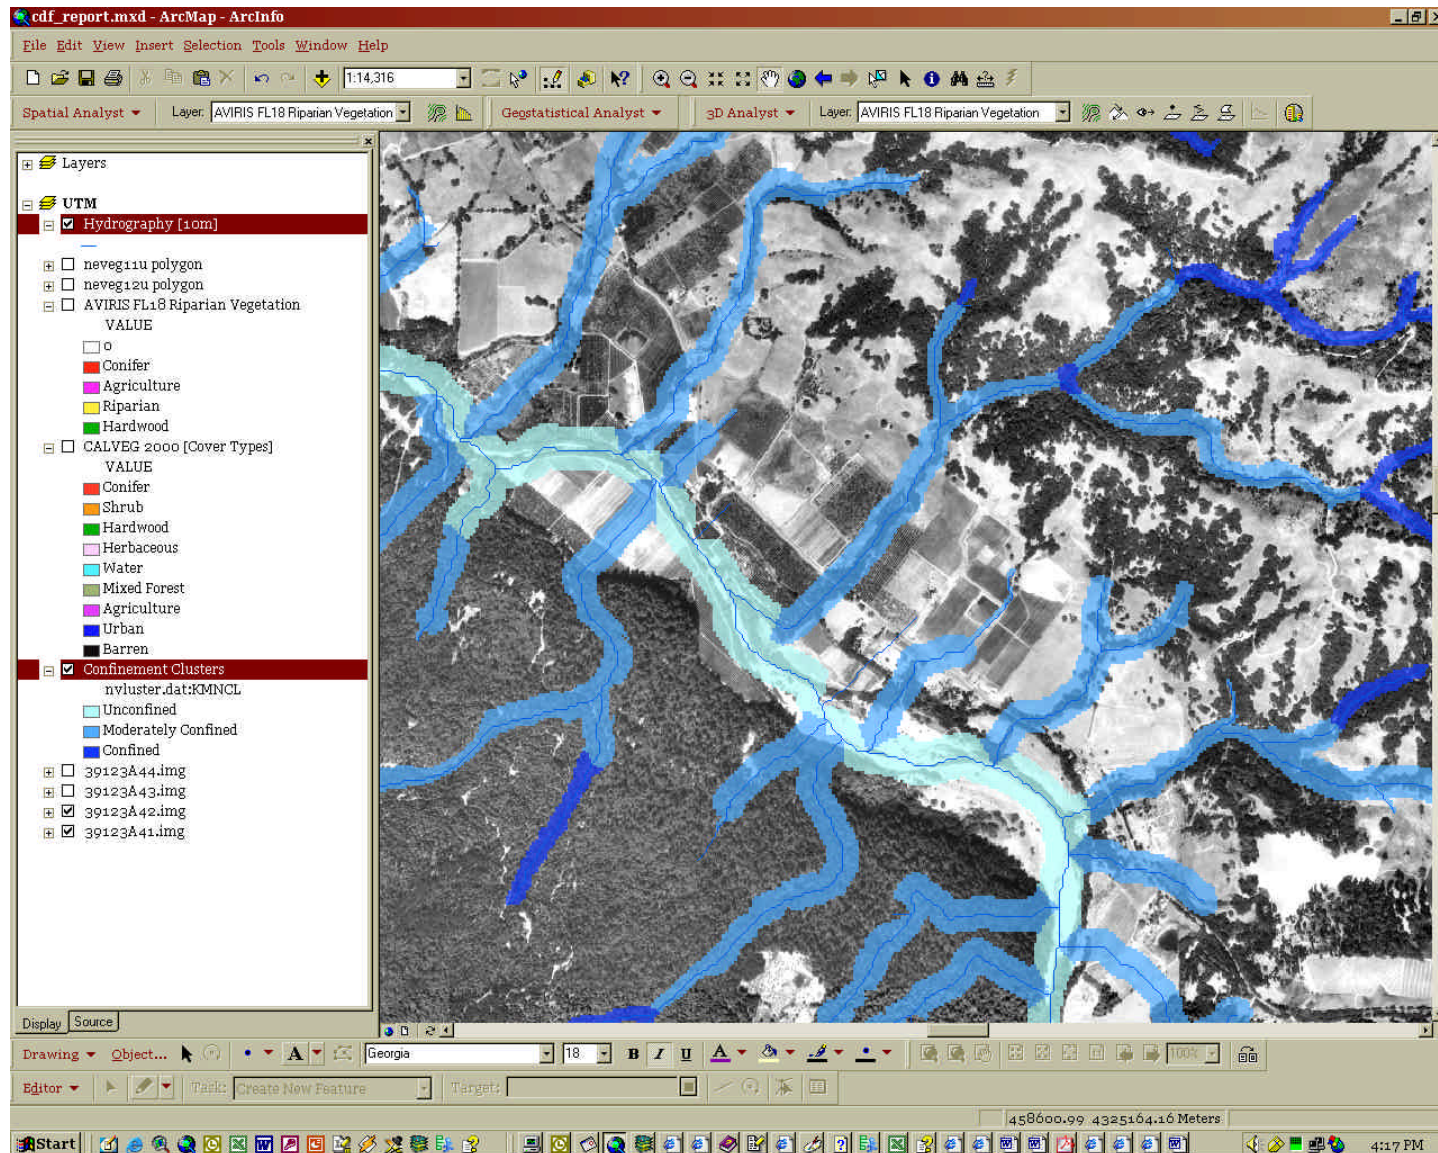 cdf_report.mxd - ArcMap - ArcInfo
File Edit View Insert Selection Tools Window Help
1:14,316
Spatial Analyst Layer: AVIRIS FL18 Riparian Vegetation Geostatistical Analyst 3D Analyst Layer: AVIRIS FL18 Riparian Vegetation
Layers
UTM
Hydrography [10m]
neveg11u polygon
neveg12u polygon
AVIRIS FL18 Riparian Vegetation
VALUE
0
Conifer
Agriculture
Riparian
Hardwood
CALVEG 2000 [Cover Types]
VALUE
Conifer
Shrub
Hardwood
Herbaceous
Water
Mixed Forest
Agriculture
Urban
Barren
Confinement Clusters
nvluster.dat:KMNCL
Unconfined
Moderately Confined
Confined
39123A44.img
39123A43.img
39123A42.img
39123A41.img
Display Source
Drawing Object... A Georgia 18 B I U A 100%
Editor Task: Create New Feature Target:
458600.99 4325164.16 Meters
Start 4:17 PM